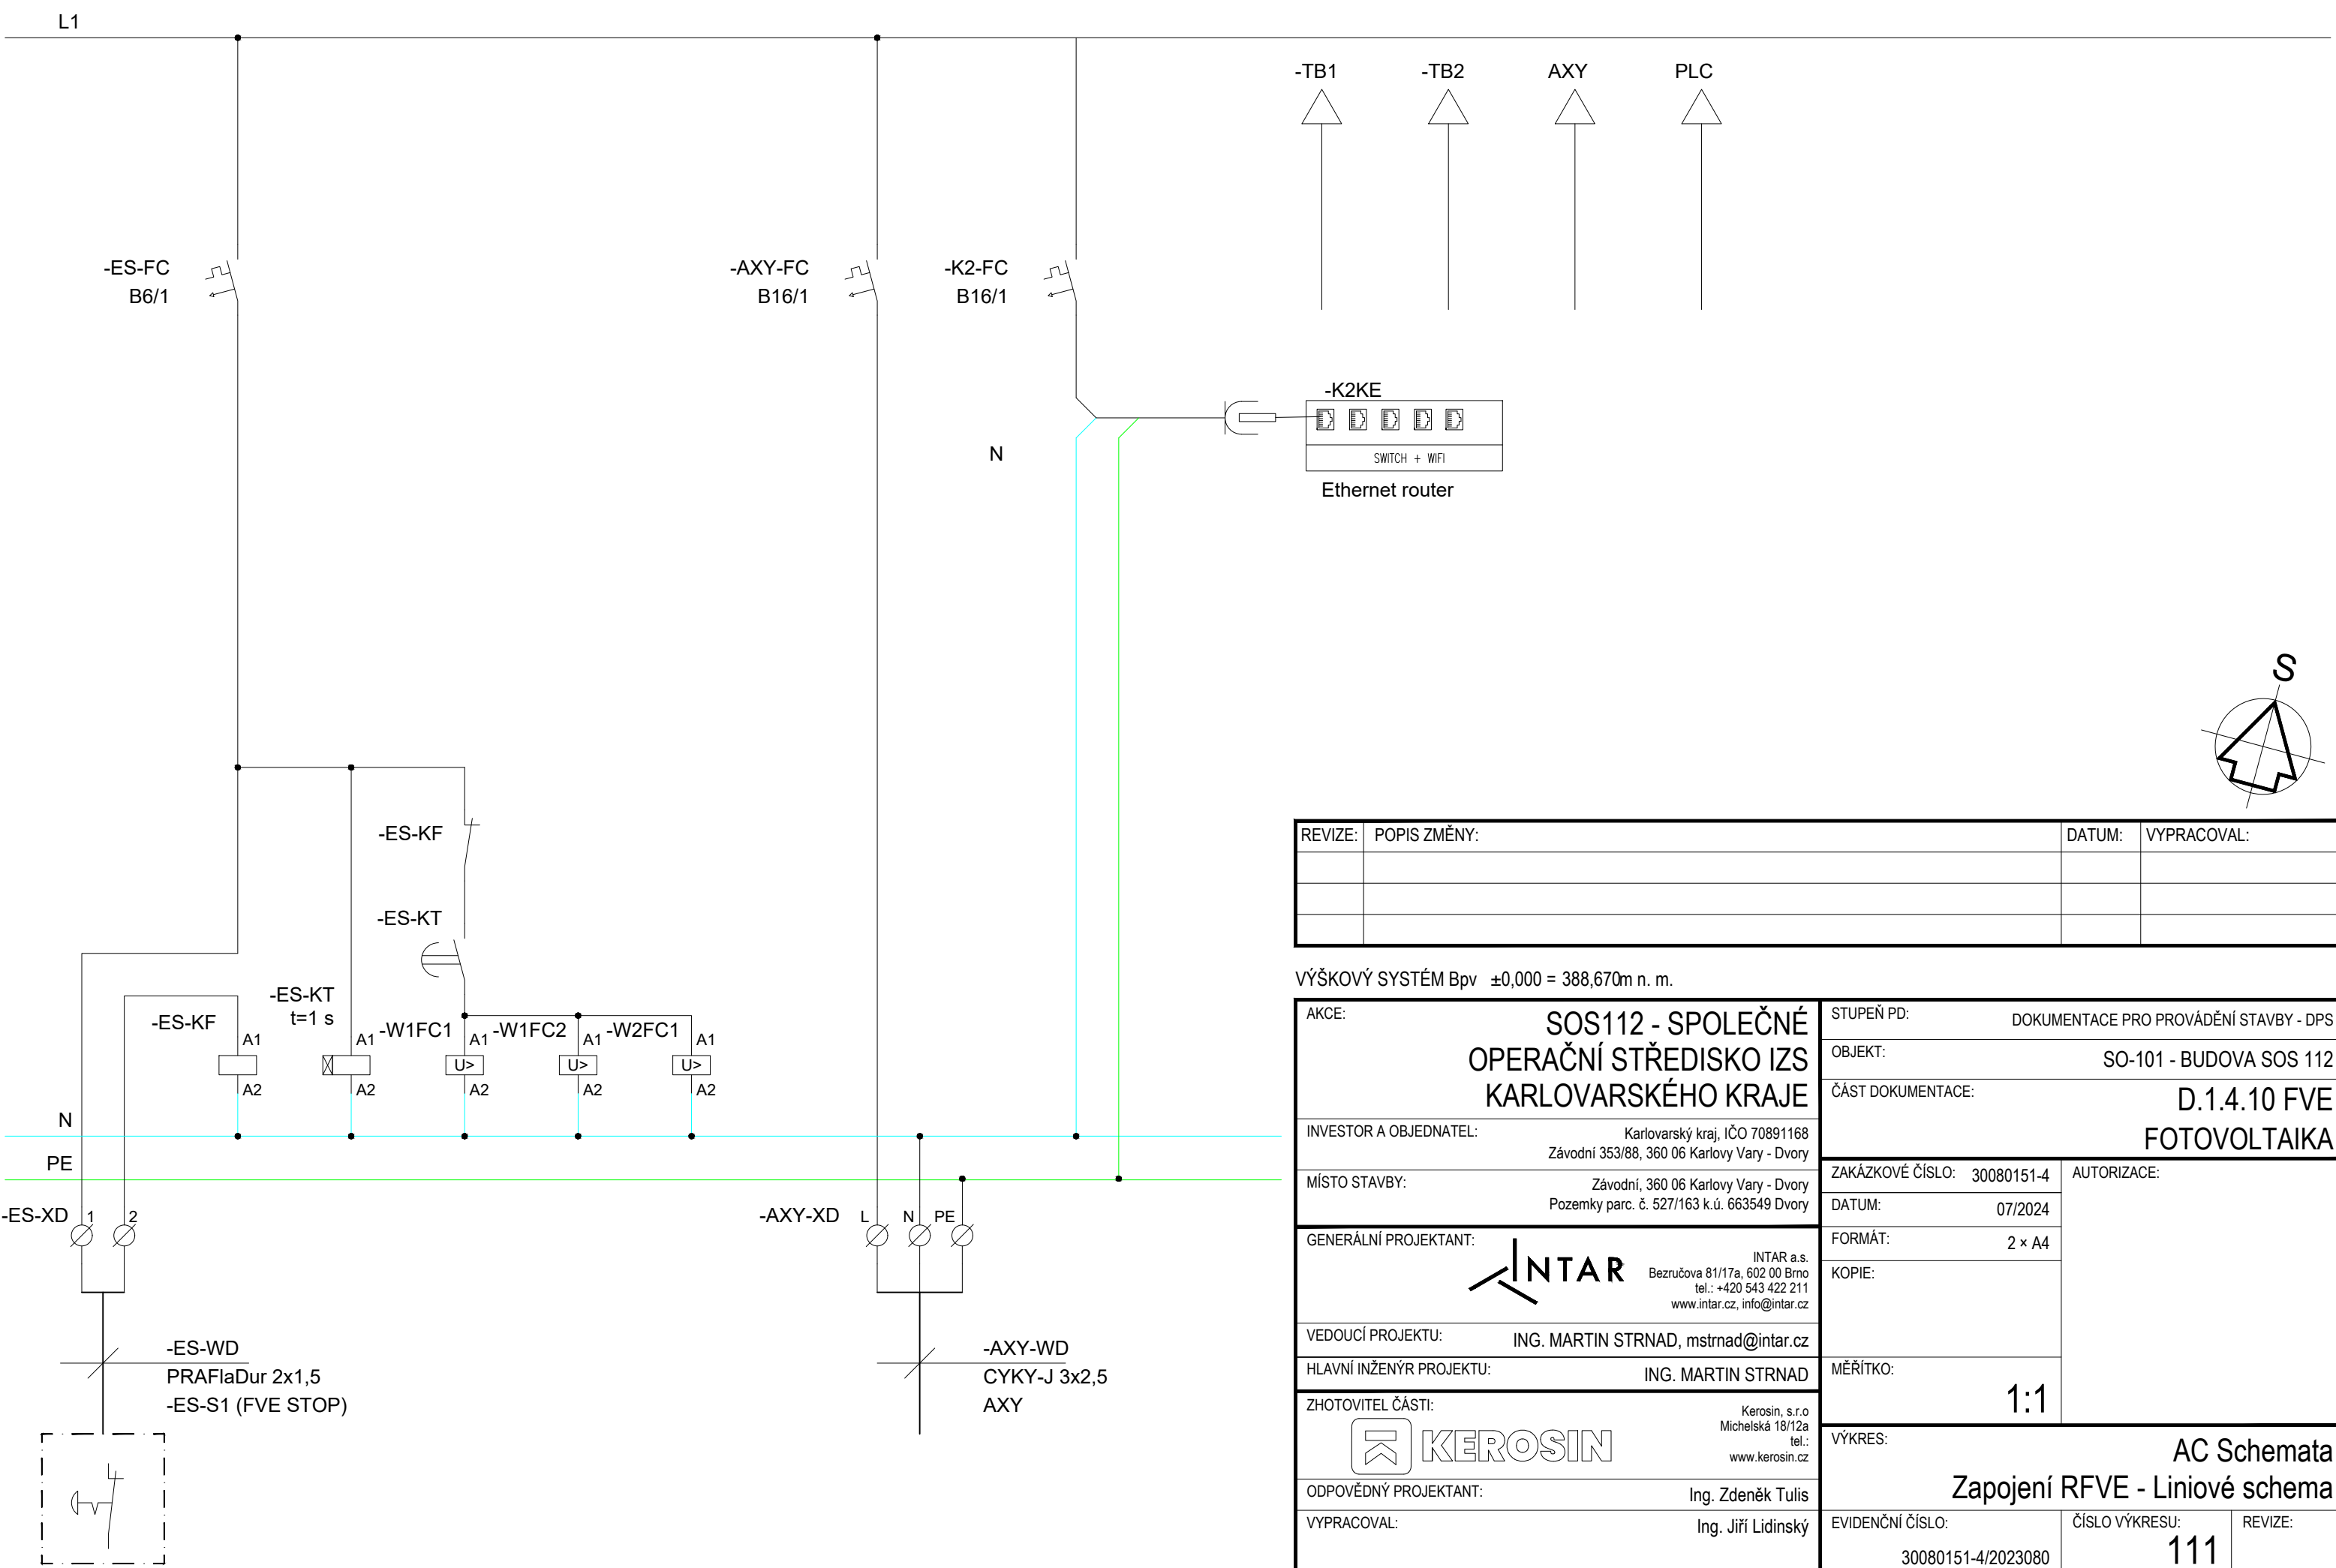 L1
-TB1
-TB2
AXY
PLC
-ES-FC
B6/1
-AXY-FC
B16/1
-K2-FC
B16/1
-K2KE
SWITCH + WIFI
Ethernet router
N
S
-ES-KF
-ES-KT
-ES-KT
t=1 s
-ES-KF
A1
A2
A1
A2
-W1FC1
A1
U>
A2
-W1FC2
A1
U>
A2
-W2FC1
A1
U>
A2
N
PE
-ES-XD
1
2
-AXY-XD
L
N
PE
-ES-WD
PRAFlaDur 2x1,5
-ES-S1 (FVE STOP)
-AXY-WD
CYKY-J 3x2,5
AXY
REVIZE:
POPIS ZMĚNY:
DATUM:
VYPRACOVAL:
VÝŠKOVÝ SYSTÉM Bpv ±0,000 = 388,670m n. m.
AKCE:
SOS112 - SPOLEČNÉ
OPERAČNÍ STŘEDISKO IZS
KARLOVARSKÉHO KRAJE
INVESTOR A OBJEDNATEL:
Karlovarský kraj, IČO 70891168
Závodní 353/88, 360 06 Karlovy Vary - Dvory
MÍSTO STAVBY:
Závodní, 360 06 Karlovy Vary - Dvory
Pozemky parc. č. 527/163 k.ú. 663549 Dvory
GENERÁLNÍ PROJEKTANT:
INTAR
INTAR a.s.
Bezručova 81/17a, 602 00 Brno
tel.: +420 543 422 211
www.intar.cz, info@intar.cz
VEDOUCÍ PROJEKTU:
ING. MARTIN STRNAD, mstrnad@intar.cz
HLAVNÍ INŽENÝR PROJEKTU:
ING. MARTIN STRNAD
ZHOTOVITEL ČÁSTI:
KEROSIN
Kerosin, s.r.o
Michelská 18/12a
tel.:
www.kerosin.cz
ODPOVĚDNÝ PROJEKTANT:
Ing. Zdeněk Tulis
VYPRACOVAL:
Ing. Jiří Lidinský
STUPEŇ PD:
DOKUMENTACE PRO PROVÁDĚNÍ STAVBY - DPS
OBJEKT:
SO-101 - BUDOVA SOS 112
ČÁST DOKUMENTACE:
D.1.4.10 FVE
FOTOVOLTAIKA
ZAKÁZKOVÉ ČÍSLO:
30080151-4
AUTORIZACE:
DATUM:
07/2024
FORMÁT:
2 × A4
KOPIE:
MĚŘÍTKO:
1:1
VÝKRES:
AC Schemata
Zapojení RFVE - Liniové schema
EVIDENČNÍ ČÍSLO:
30080151-4/2023080
ČÍSLO VÝKRESU:
111
REVIZE: